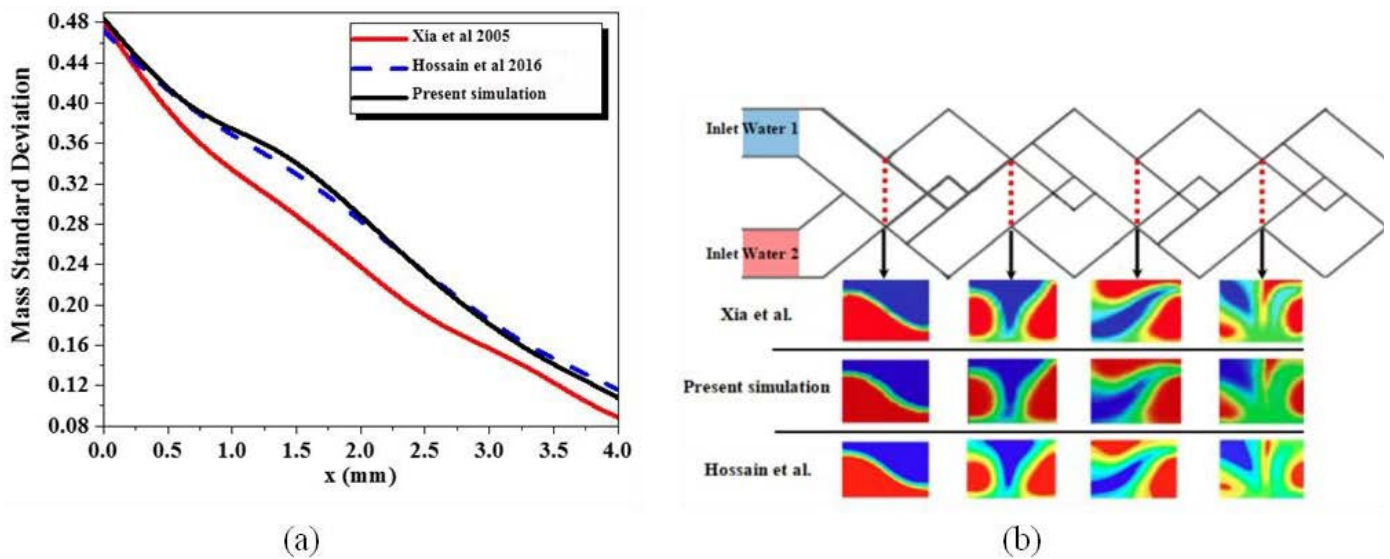 0.48
0.44
0.40
0.36
0.32
0.28
0.24
0.20
0.16
0.12
0.08
Mass Standard Deviation
Xia et al 2005
Hossain et al 2016
Present simulation
0.0 0.5 1.0 1.5 2.0 2.5 3.0 3.5 4.0
x (mm)
(a)
Inlet Water 1
Inlet Water 2
Xia et al.
Present simulation
Hossain et al.
(b)